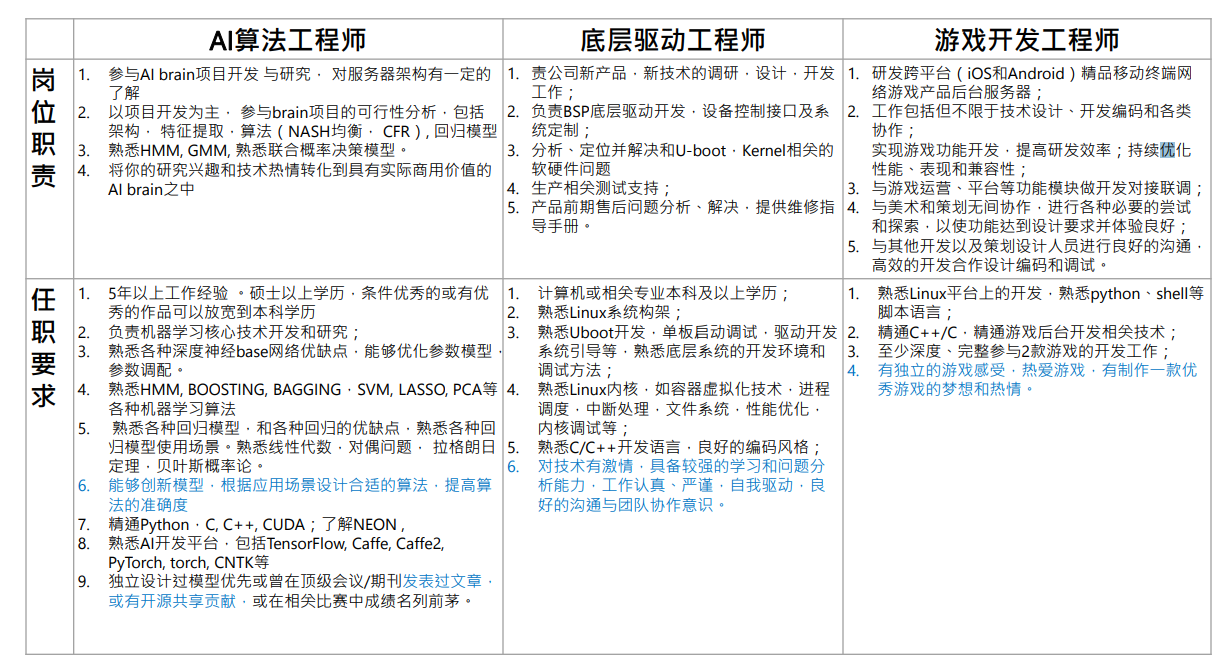 AI算法工程师
底层驱动工程师
游戏开发工程师
岗位职责
1. 参与AI brain项目开发 与研究， 对服务器架构有一定的
了解
2. 以项目开发为主， 参与brain项目的可行性分析，包括
架构， 特征提取，算法（NASH均衡， CFR）, 回归模型
3. 熟悉HMM, GMM, 熟悉联合概率决策模型。
4. 将你的研究兴趣和技术热情转化到具有实际商用价值的
AI brain之中
1. 责公司新产品，新技术的调研，设计，开发
工作；
2. 负责BSP底层驱动开发，设备控制接口及系
统定制；
3. 分析、定位并解决和U-boot，Kernel相关的
软硬件问题
4. 生产相关测试支持；
5. 产品前期售后问题分析、解决，提供维修指
导手册。
1. 研发跨平台（iOS和Android）精品移动终端网
络游戏产品后台服务器；
2. 工作包括但不限于技术设计、开发编码和各类
协作；
实现游戏功能开发，提高研发效率；持续优化
性能、表现和兼容性；
3. 与游戏运营、平台等功能模块做开发对接联调；
4. 与美术和策划无间协作，进行各种必要的尝试
和探索，以使功能达到设计要求并体验良好；
5. 与其他开发以及策划设计人员进行良好的沟通，
高效的开发合作设计编码和调试。
任职要求
1. 5年以上工作经验 。硕士以上学历，条件优秀的或有优
秀的作品可以放宽到本科学历
2. 负责机器学习核心技术开发和研究；
3. 熟悉各种深度神经base网络优缺点，能够优化参数模型，
参数调配。
4. 熟悉HMM, BOOSTING, BAGGING，SVM, LASSO, PCA等
各种机器学习算法
5. 熟悉各种回归模型，和各种回归的优缺点，熟悉各种回
归模型使用场景。熟悉线性代数，对偶问题， 拉格朗日
定理，贝叶斯概率论。
6. 能够创新模型，根据应用场景设计合适的算法，提高算
法的准确度
7. 精通Python，C, C++, CUDA；了解NEON ,
8. 熟悉AI开发平台，包括TensorFlow, Caffe, Caffe2,
PyTorch, torch, CNTK等
9. 独立设计过模型优先或曾在顶级会议/期刊发表过文章，
或有开源共享贡献，或在相关比赛中成绩名列前茅。
1. 计算机或相关专业本科及以上学历；
2. 熟悉Linux系统构架；
3. 熟悉Uboot开发，单板启动调试，驱动开发
系统引导等，熟悉底层系统的开发环境和
调试方法；
4. 熟悉Linux内核，如容器虚拟化技术，进程
调度，中断处理，文件系统，性能优化，
内核调试等；
5. 熟悉C/C++开发语言，良好的编码风格；
6. 对技术有激情，具备较强的学习和问题分
析能力，工作认真、严谨，自我驱动，良
好的沟通与团队协作意识。
1. 熟悉Linux平台上的开发，熟悉python、shell等
脚本语言；
2. 精通C++/C，精通游戏后台开发相关技术；
3. 至少深度、完整参与2款游戏的开发工作；
4. 有独立的游戏感受，热爱游戏，有制作一款优
秀游戏的梦想和热情。